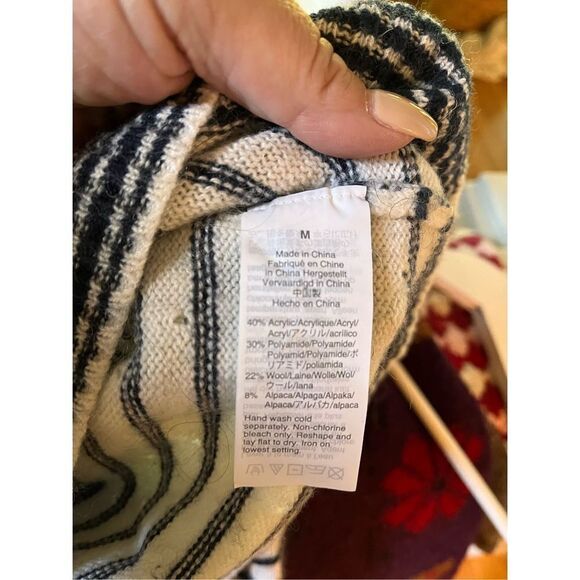 M
Made in China
Fabriqué en Chine
in China Hergestellt
Vervaardigd in China
中国製
Hecho en China
40% Acrylic/Acrylique/Acryl/
Acryl/アクリル/acrílico
30% Polyamide/Polyamide/
Polyamid/Polyamide/ポ
リアミド/poliamida
22% Wool/Laine/Wolle/Wol/
ウール/lana
8% Alpaca/Alpaga/Alpaka/
Alpaca/アルパカ/alpaca
Hand wash cold
separately. Non-chlorine
bleach only. Reshape and
lay flat to dry. Iron on
lowest setting.